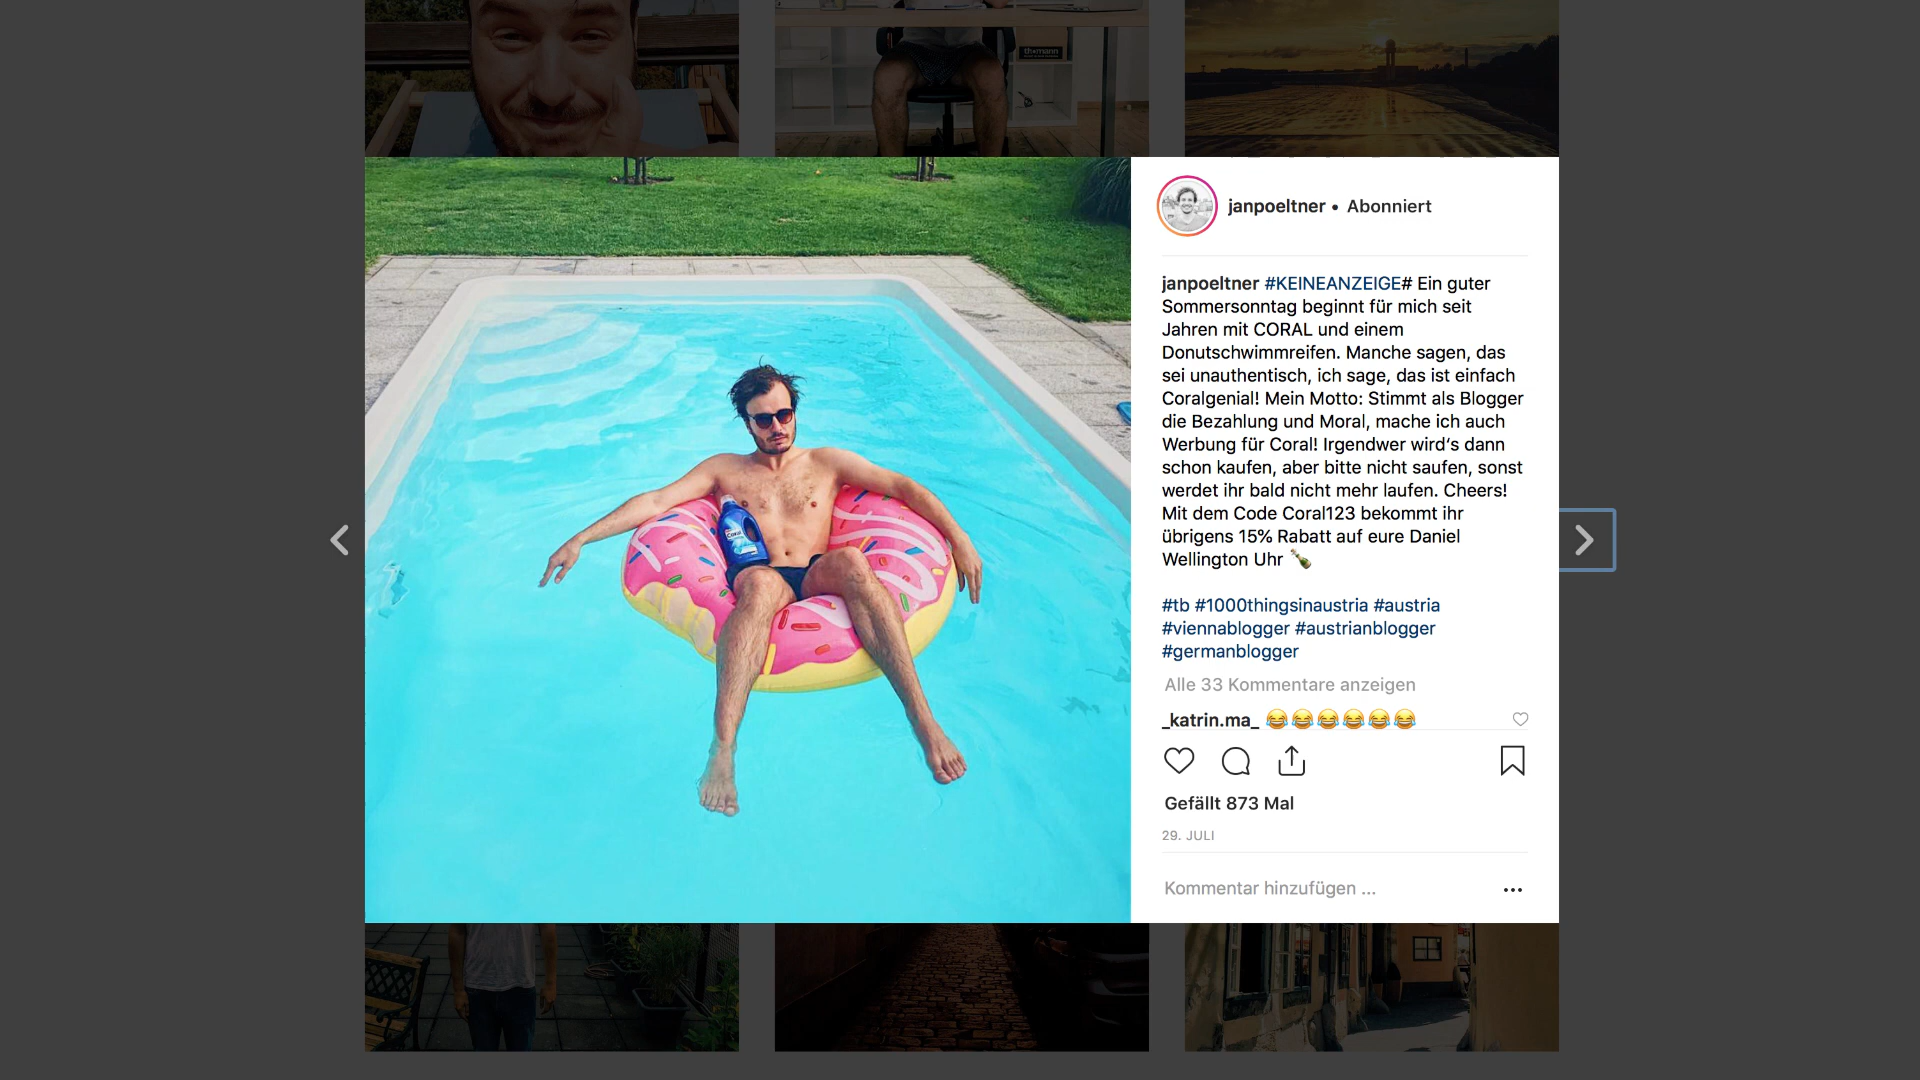 th•mann
janpoeltner • Abonniert
janpoeltner #KEINEANZEIGE# Ein guter
Sommersonntag beginnt für mich seit
Jahren mit CORAL und einem
Donutschwimmreifen. Manche sagen, das
sei unauthentisch, ich sage, das ist einfach
Coralgenial! Mein Motto: Stimmt als Blogger
die Bezahlung und Moral, mache ich auch
Werbung für Coral! Irgendwer wird‘s dann
schon kaufen, aber bitte nicht saufen, sonst
werdet ihr bald nicht mehr laufen. Cheers!
Mit dem Code Coral123 bekommt ihr
übrigens 15% Rabatt auf eure Daniel
Wellington Uhr 🍾
#tb #1000thingsinaustria #austria
#viennablogger #austrianblogger
#germanblogger
Alle 33 Kommentare anzeigen
_katrin.ma_ 😂😂😂😂😂😂
Gefällt 873 Mal
29. JULI
Kommentar hinzufügen ...
Coral